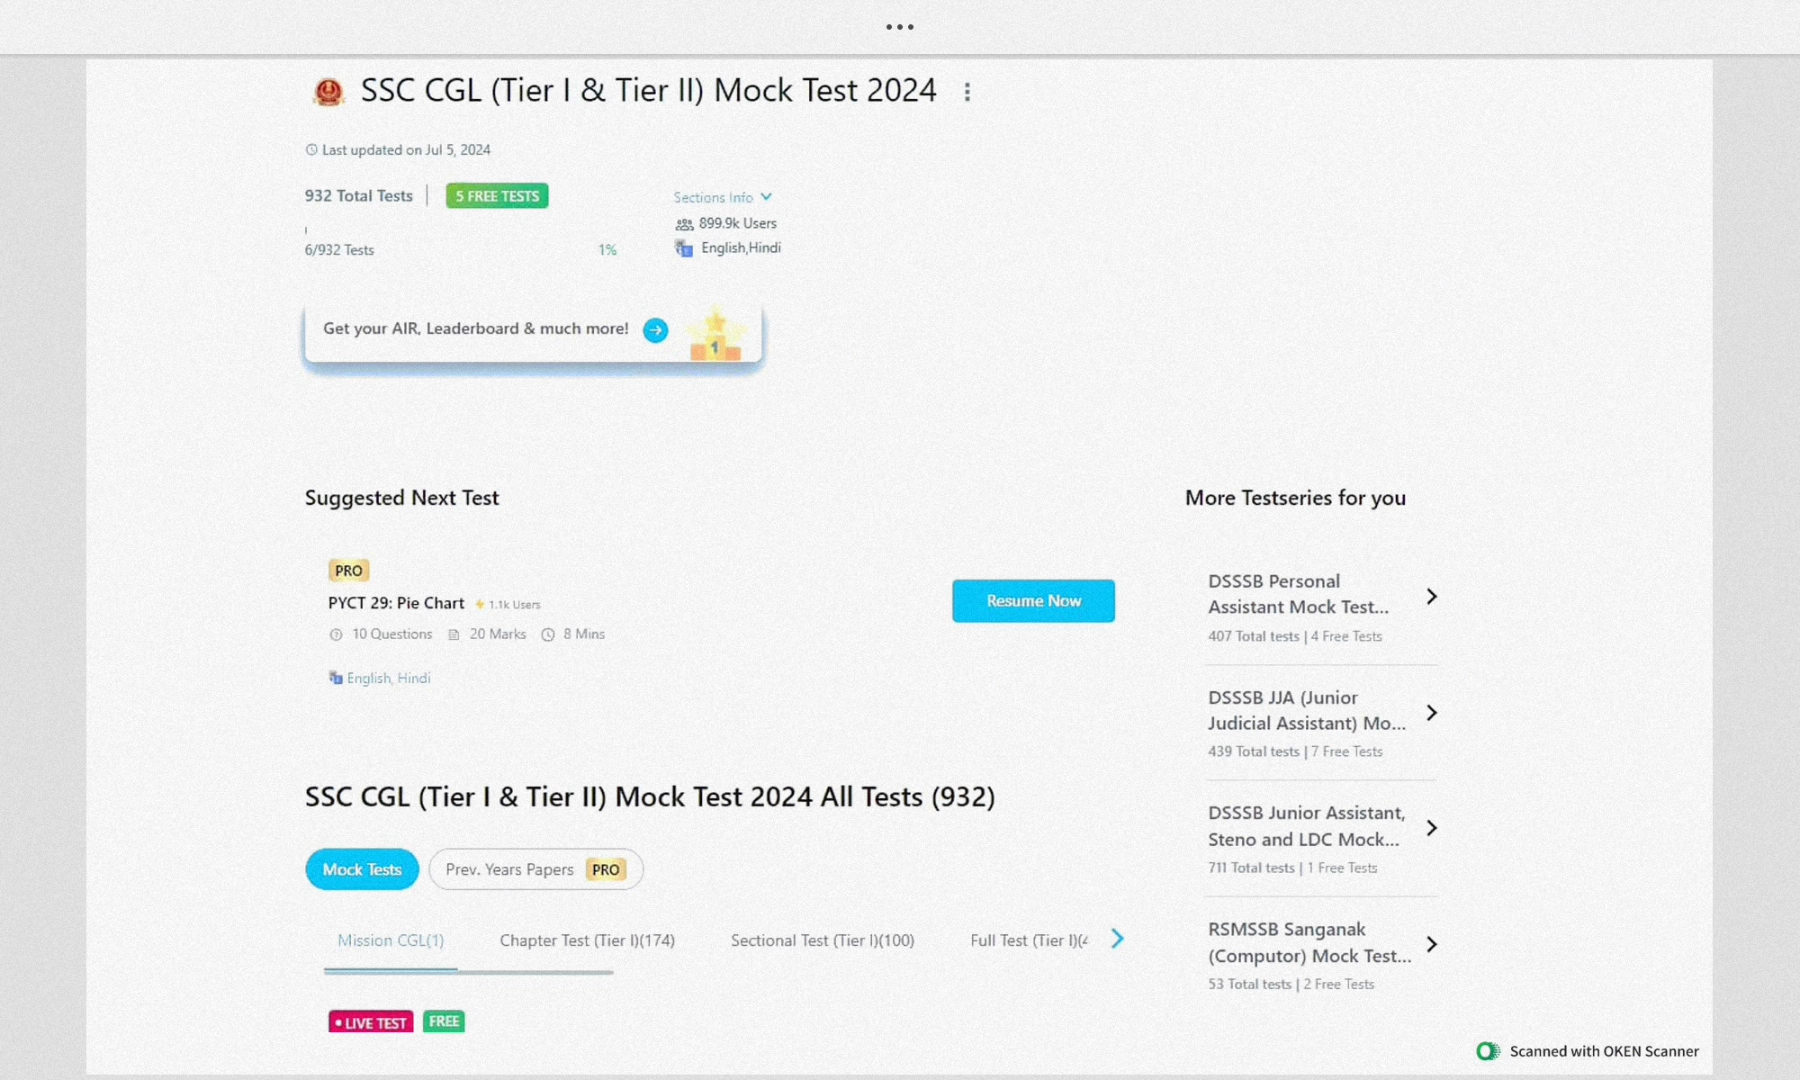 SSC CGL (Tier I & Tier II) Mock Test 2024
Last updated on Jul 5, 2024
932 Total Tests | 5 FREE TESTS
6/932 Tests 1%
Sections Info
899.9k Users
English,Hindi
Get your AIR, Leaderboard & much more!
1
Suggested Next Test
PRO
PYCT 29: Pie Chart 1.1k Users
10 Questions 20 Marks 8 Mins
English, Hindi
Resume Now
More Testseries for you
DSSSB Personal
Assistant Mock Test...
407 Total tests | 4 Free Tests
DSSSB JJA (Junior
Judicial Assistant) Mo...
439 Total tests | 7 Free Tests
DSSSB Junior Assistant,
Steno and LDC Mock...
711 Total tests | 1 Free Tests
RSMSSB Sanganak
(Computor) Mock Test...
53 Total tests | 2 Free Tests
SSC CGL (Tier I & Tier II) Mock Test 2024 All Tests (932)
Mock Tests
Prev. Years Papers PRO
Mission CGL(1)
Chapter Test (Tier I)(174)
Sectional Test (Tier I)(100)
Full Test (Tier I)(
LIVE TEST FREE
Scanned with OKEN Scanner